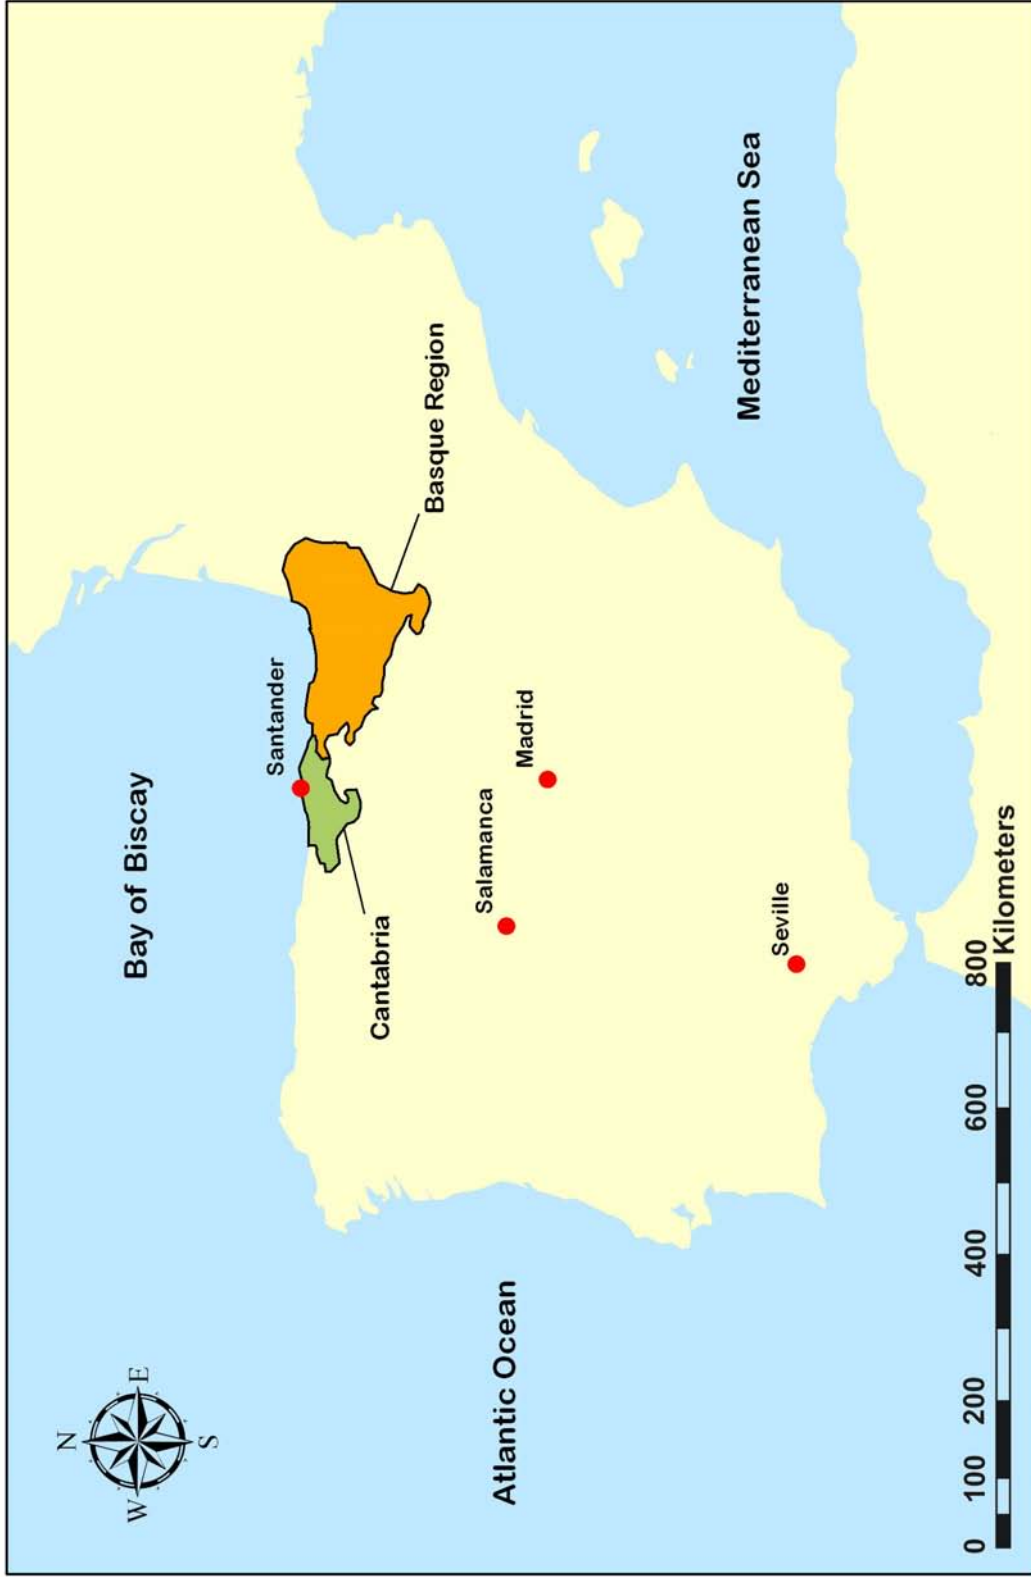 N
W
E
S
Bay of Biscay
Santander
Basque Region
Cantabria
Salamanca
Madrid
Mediterranean Sea
Atlantic Ocean
Seville
0 100 200 400 600 800
Kilometers